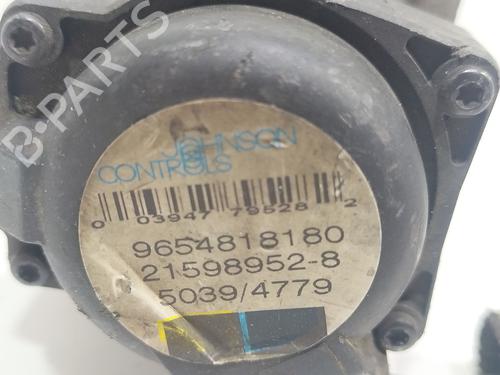 B-PARTS
JOHNSON
CONTROLS
0 03947 79528 2
9654818180
21598952-8
5039/4779